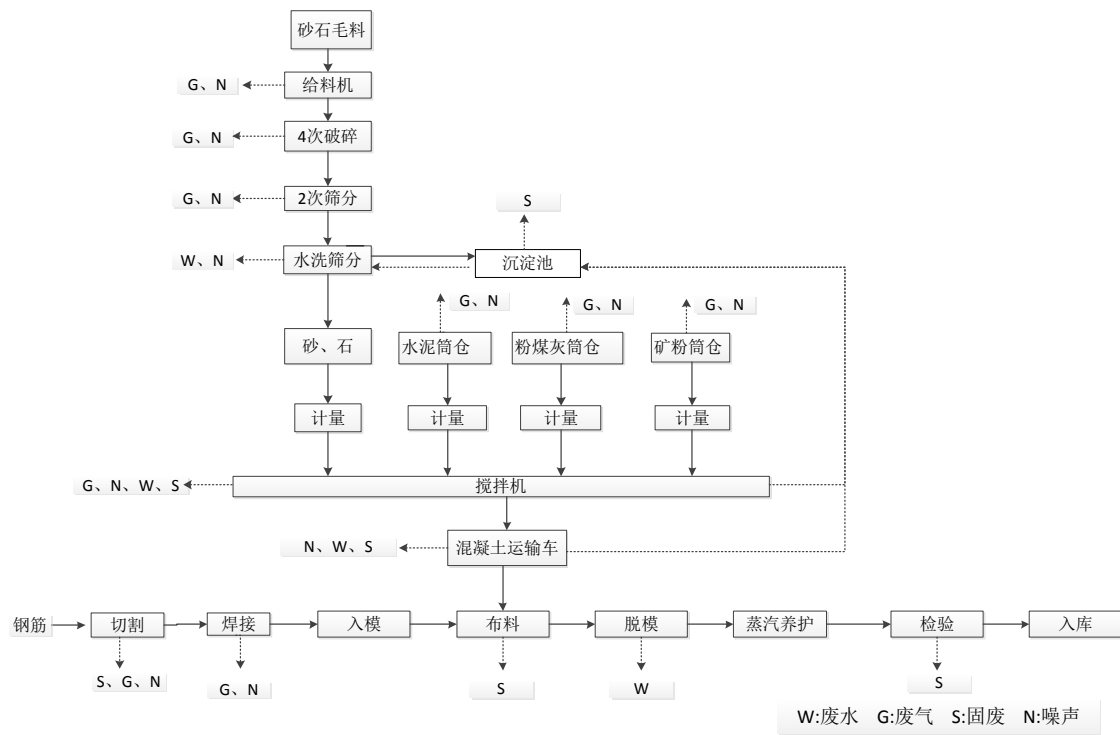 砂石毛料
给料机
G、N
4次破碎
G、N
2次筛分
G、N
S
水洗筛分
W、N
沉淀池
G、N
G、N
G、N
砂、石
水泥筒仓
粉煤灰筒仓
矿粉筒仓
计量
计量
计量
计量
G、N、W、S
搅拌机
N、W、S
混凝土运输车
钢筋
切割
焊接
入模
布料
脱模
蒸汽养护
检验
入库
S、G、N
G、N
S
W
S
W:废水 G:废气 S:固废 N:噪声